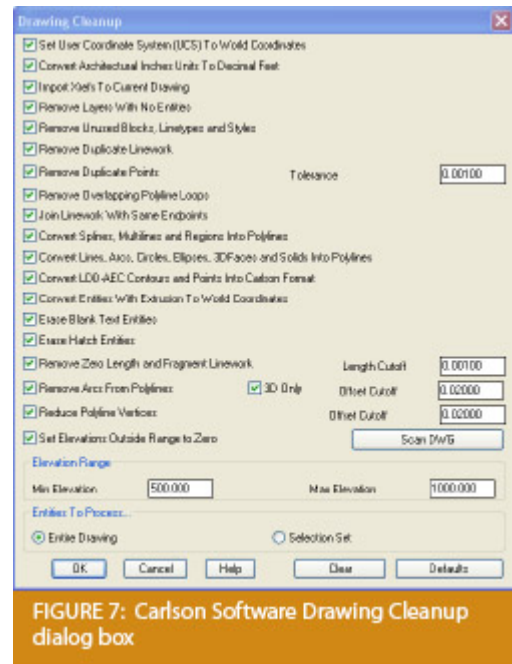 Drawing Cleanup
Set User Coordinate System (UCS) To World Coordinates
Convert Architectural Inches Units To Decimal Feet
Import Xrefs To Current Drawing
Remove Layers With No Entities
Remove Unused Blocks, Linetypes and Styles
Remove Duplicate Linework
Remove Duplicate Points Tolerance 0.00100
Remove Overlapping Polyline Loops
Join Linework With Same Endpoints
Convert Splines, Multilines and Regions Into Polylines
Convert Lines, Arcs, Circles, Ellipses, 3DFaces and Solids Into Polylines
Convert LDD-AEC Contours and Points Into Carlson Format
Convert Entities With Extrusion To World Coordinates
Erase Blank Text Entities
Erase Hatch Entities
Remove Zero Length and Fragment Linework Length Cutoff 0.00100
Remove Arcs From Polylines 3D Only Offset Cutoff 0.02000
Reduce Polyline Vertices Offset Cutoff 0.02000
Set Elevations Outside Range to Zero Scan DWG
Elevation Range
Min Elevation 500.000 Max Elevation 1000.000
Entities To Process...
Entire Drawing Selection Set
OK Cancel Help Clear Defaults
FIGURE 7: Carlson Software Drawing Cleanup
dialog box